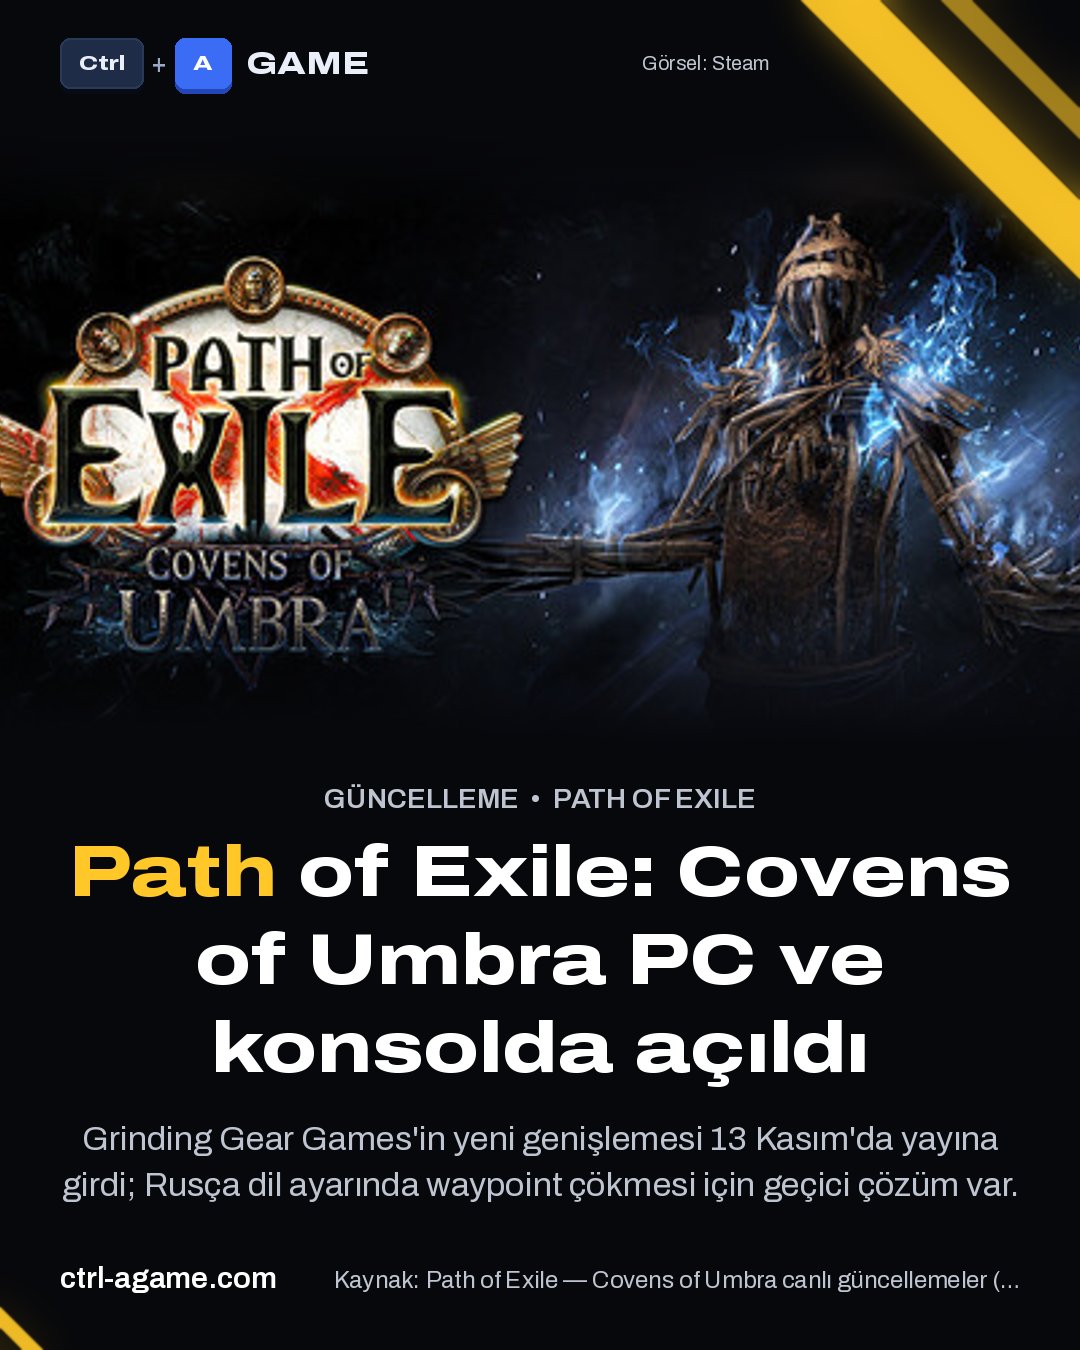 Ctrl + A GAME
Görsel: Steam
PATH OF
EXILE
COVENS OF
UMBRA
GÜNCELLEME • PATH OF EXILE
Path of Exile: Covens
of Umbra PC ve
konsolda açıldı
Grinding Gear Games'in yeni genişlemesi 13 Kasım'da yayına
girdi; Rusça dil ayarında waypoint çökmesi için geçici çözüm var.
ctrl-agame.com
Kaynak: Path of Exile — Covens of Umbra canlı güncellemeler (...